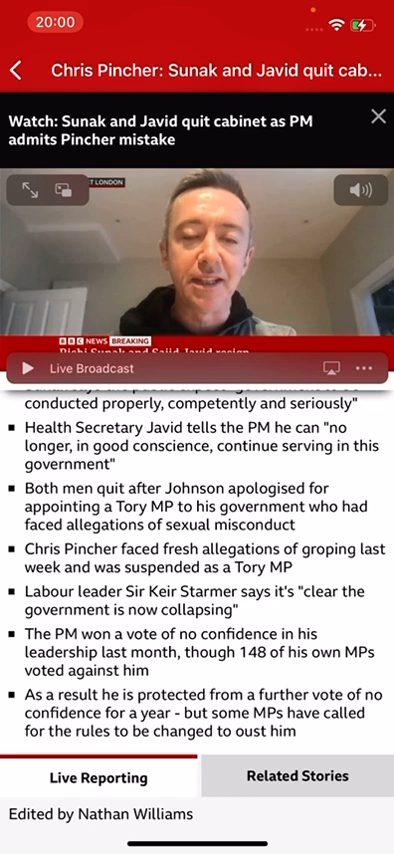 20:00
Chris Pincher: Sunak and Javid quit cab...
Watch: Sunak and Javid quit cabinet as PM
admits Pincher mistake
T LONDON
BBC NEWS BREAKING
Rishi Sunak and Sajid Javid resign
Live Broadcast
conducted properly, competently and seriously"
Health Secretary Javid tells the PM he can "no
longer, in good conscience, continue serving in this
government"
Both men quit after Johnson apologised for
appointing a Tory MP to his government who had
faced allegations of sexual misconduct
Chris Pincher faced fresh allegations of groping last
week and was suspended as a Tory MP
Labour leader Sir Keir Starmer says it's "clear the
government is now collapsing"
The PM won a vote of no confidence in his
leadership last month, though 148 of his own MPs
voted against him
As a result he is protected from a further vote of no
confidence for a year - but some MPs have called
for the rules to be changed to oust him
Live Reporting
Related Stories
Edited by Nathan Williams